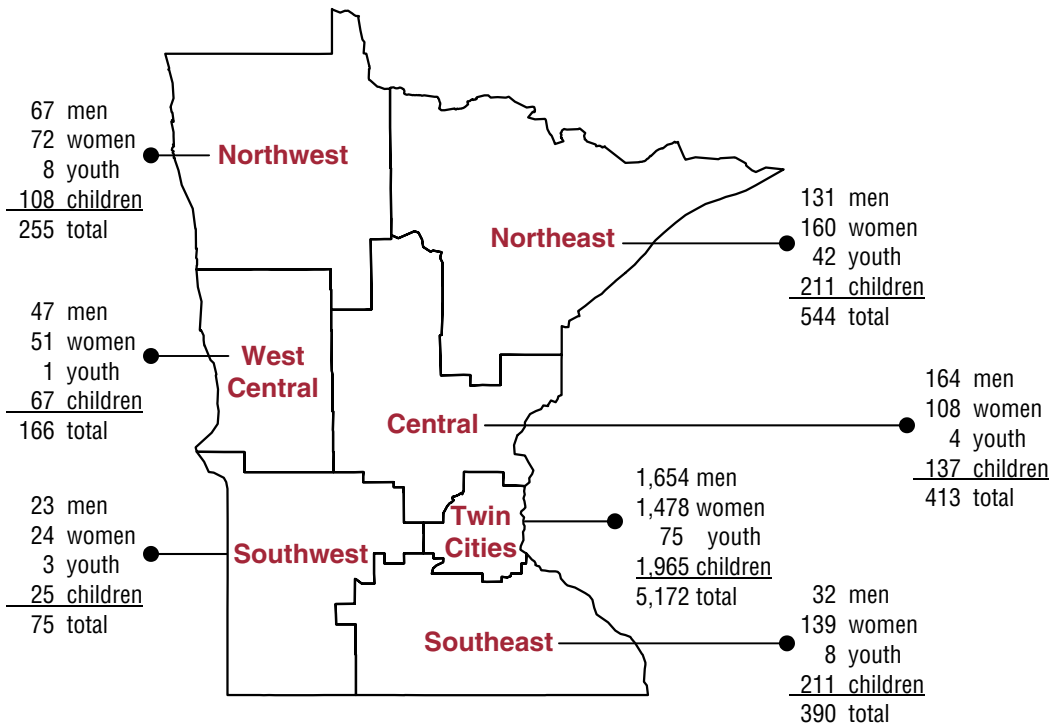 67 men
72 women
8 youth
108 children
255 total
Northwest
131 men
160 women
42 youth
211 children
544 total
Northeast
47 men
51 women
1 youth
67 children
166 total
West
Central
164 men
108 women
4 youth
137 children
413 total
Central
23 men
24 women
3 youth
25 children
75 total
Southwest
1,654 men
1,478 women
75 youth
1,965 children
5,172 total
Twin
Cities
32 men
139 women
8 youth
211 children
390 total
Southeast